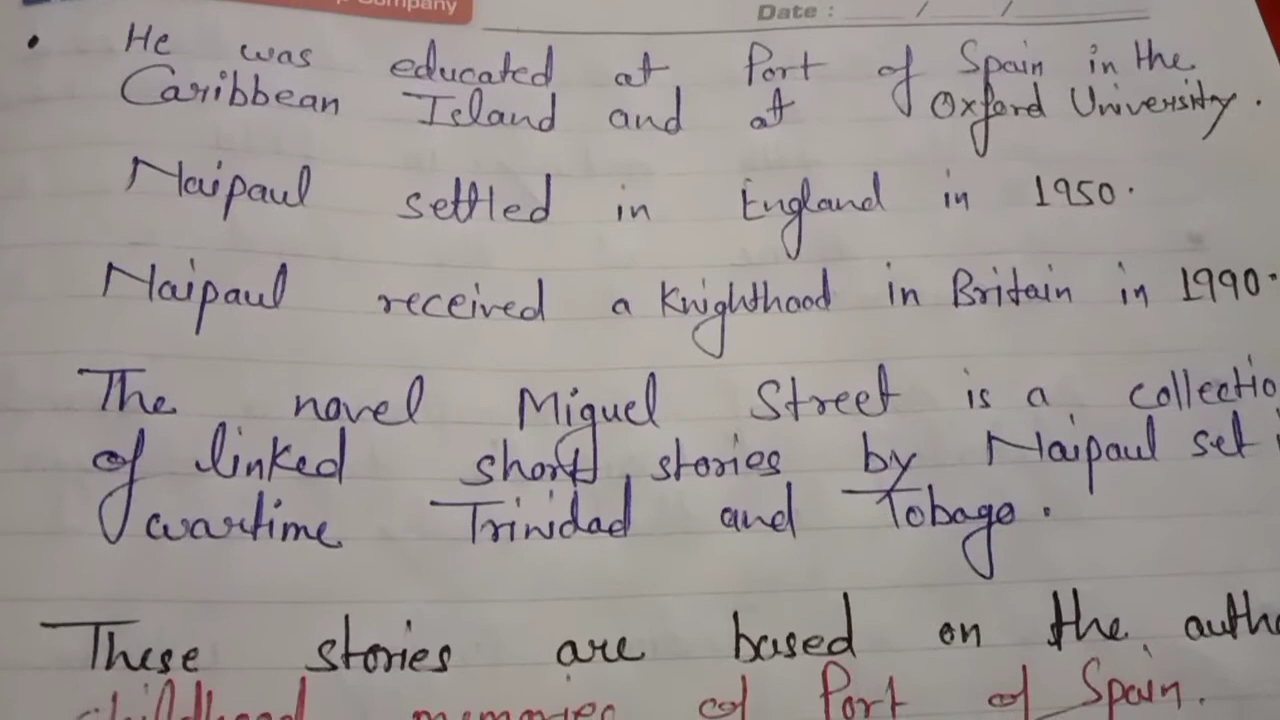 Company
Date : / /
• He was educated at Port of Spain in the
Caribbean Island and at Oxford University.
Naipaul settled in England in 1950.
Naipaul received a Knighthood in Britain in 1990.
The novel Miguel Street is a collectio
of linked short stories by Naipaul set
wartime Trinidad and Tobago.
These stories are based on the autho
childhood memories of Port of Spain.